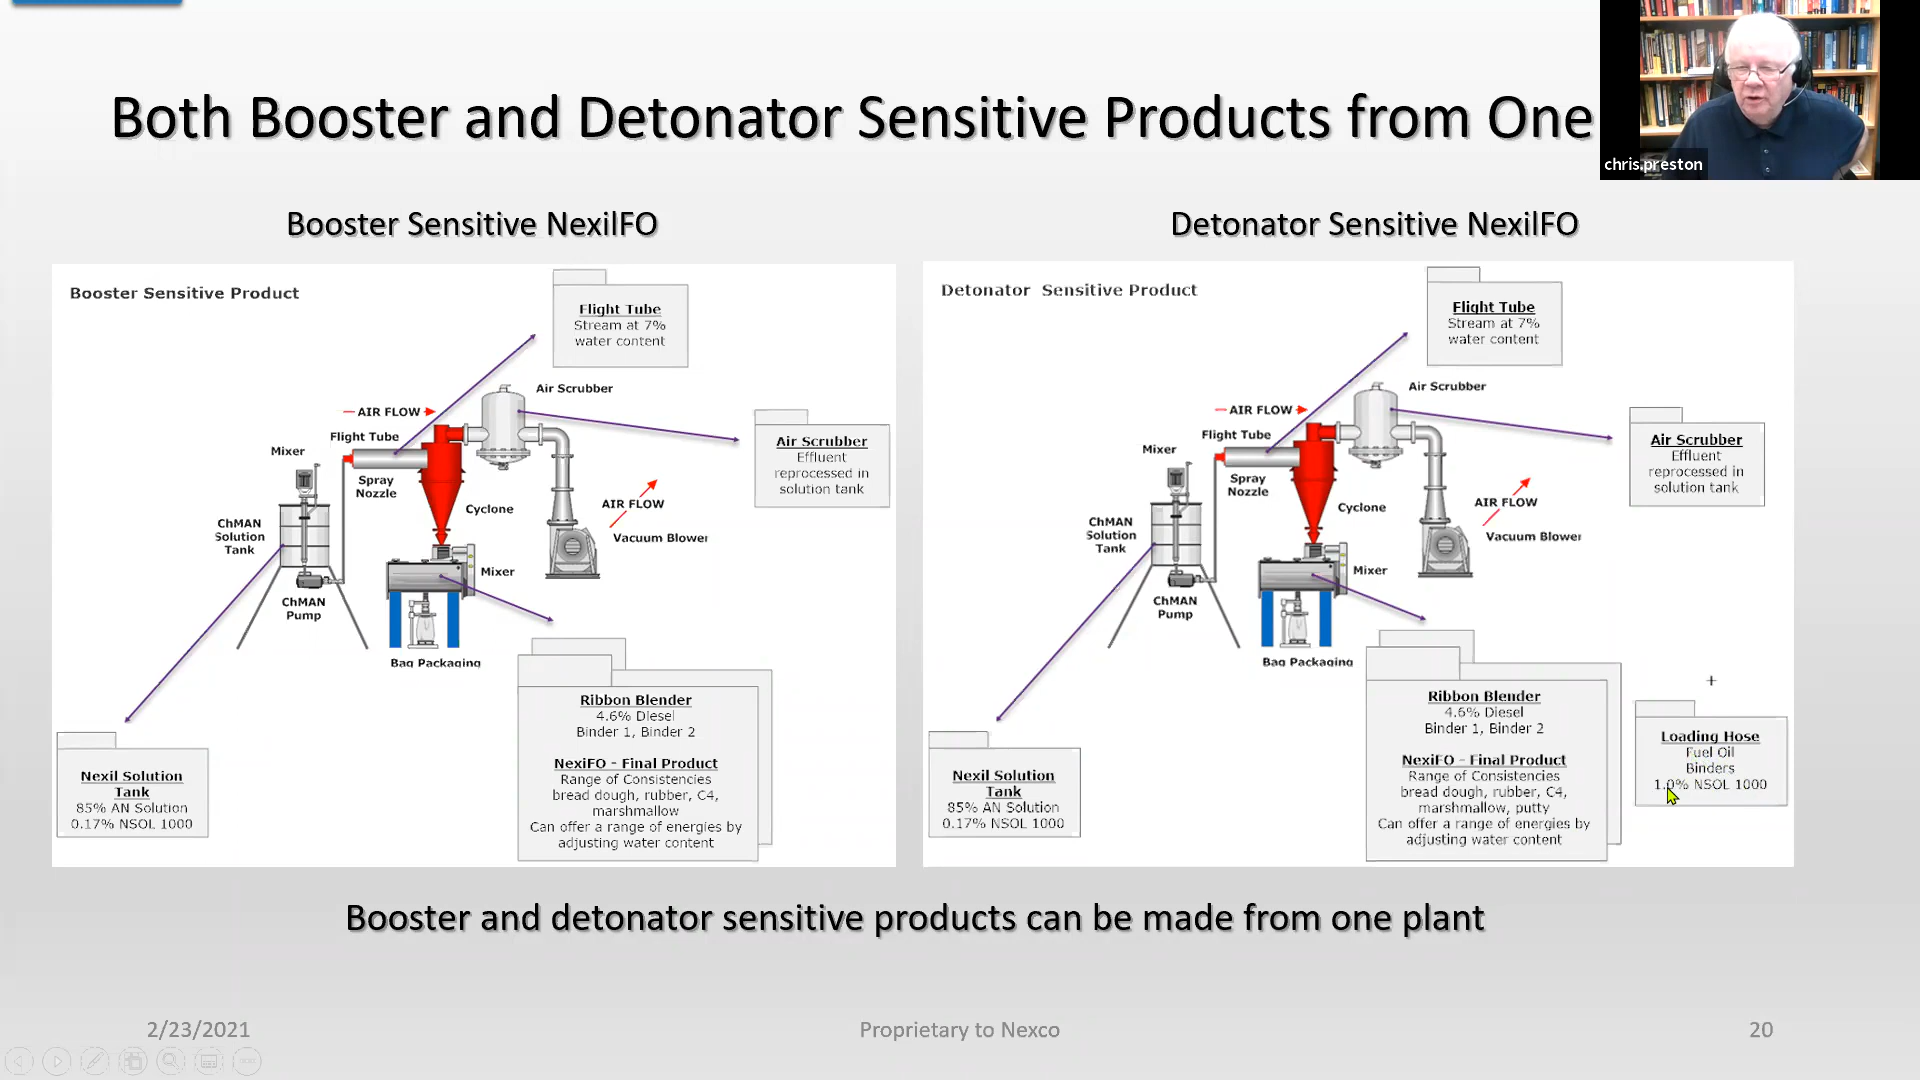 Both Booster and Detonator Sensitive Products from One
chris.preston
Booster Sensitive NexilFO
Detonator Sensitive NexilFO
Booster Sensitive Product
Flight Tube
Stream at 7%
water content
Air Scrubber
AIR FLOW
Flight Tube
Mixer
Air Scrubber
Effluent
reprocessed in
solution tank
Spray
Nozzle
Cyclone
AIR FLOW
ChMAN
Solution
Tank
Vacuum Blower
Mixer
ChMAN
Pump
Bag Packaging
Ribbon Blender
4.6% Diesel
Binder 1, Binder 2
NexiFO - Final Product
Range of Consistencies
bread dough, rubber, C4,
marshmallow
Can offer a range of energies by
adjusting water content
Nexil Solution
Tank
85% AN Solution
0.17% NSOL 1000
Detonator Sensitive Product
Flight Tube
Stream at 7%
water content
Air Scrubber
AIR FLOW
Flight Tube
Mixer
Air Scrubber
Effluent
reprocessed in
solution tank
Spray
Nozzle
Cyclone
AIR FLOW
ChMAN
Solution
Tank
Vacuum Blower
Mixer
ChMAN
Pump
Bag Packaging
+
Ribbon Blender
4.6% Diesel
Binder 1, Binder 2
NexiFO - Final Product
Range of Consistencies
bread dough, rubber, C4,
marshmallow, putty
Can offer a range of energies by
adjusting water content
Loading Hose
Fuel Oil
Binders
1.0% NSOL 1000
Nexil Solution
Tank
85% AN Solution
0.17% NSOL 1000
Booster and detonator sensitive products can be made from one plant
2/23/2021
Proprietary to Nexco
20